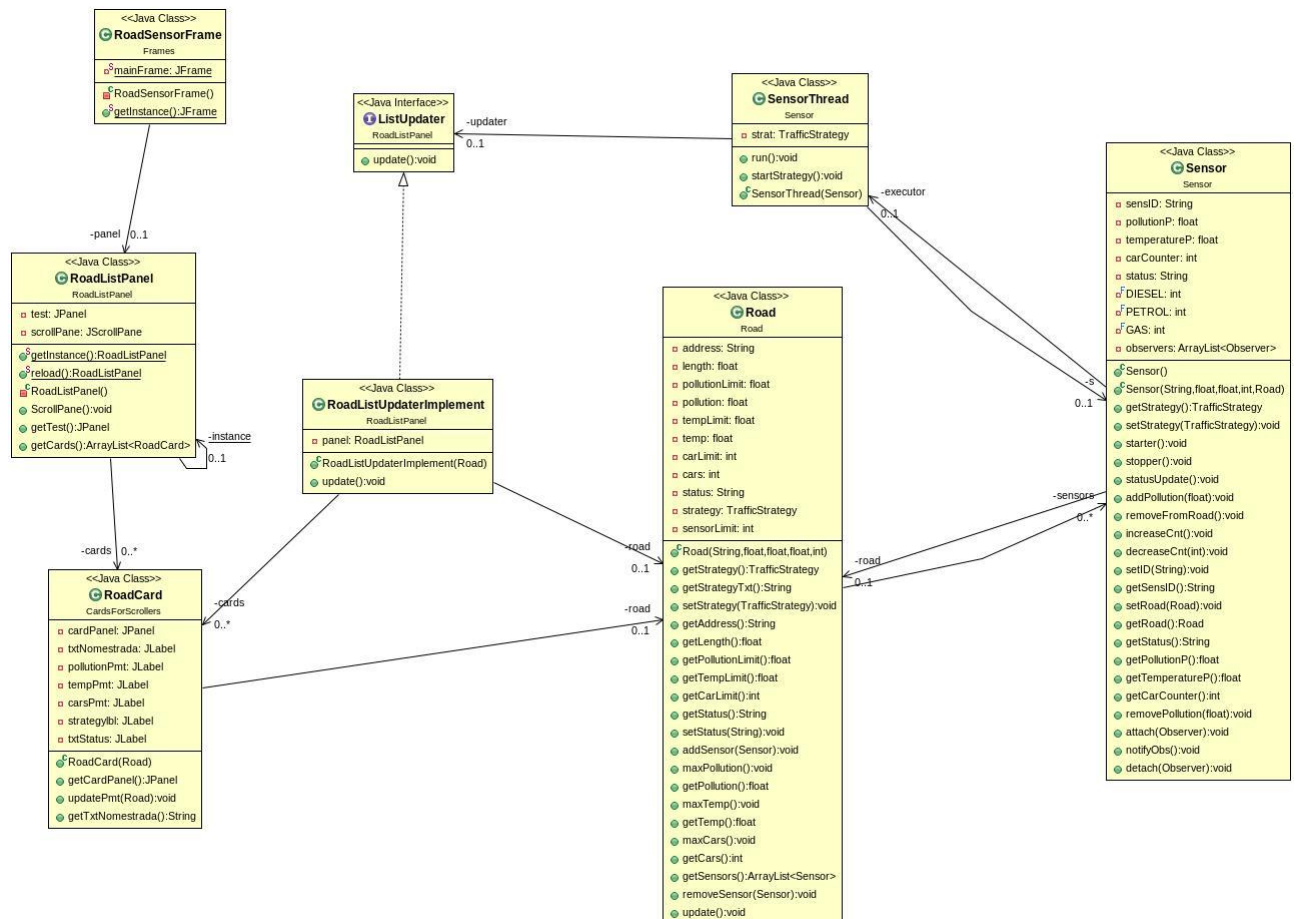 <<Java Class>>
RoadSensorFrame
Frames
mainFrame: JFrame
RoadSensorFrame()
getInstance():JFrame
-panel 0..1
<<Java Class>>
RoadListPanel
RoadListPanel
test: JPanel
scrollPane: JScrollPane
getInstance():RoadListPanel
reload():RoadListPanel
RoadListPanel()
ScrollPane():void
getTest():JPanel
getCards():ArrayList<RoadCard>
-instance
0..1
-cards 0..*
<<Java Class>>
RoadCard
CardsForScrollers
cardPanel: JPanel
txtNomestrada: JLabel
pollutionPmt: JLabel
tempPmt: JLabel
carsPmt: JLabel
strategylbl: JLabel
txtStatus: JLabel
RoadCard(Road)
getCardPanel():JPanel
updatePmt(Road):void
getTxtNomestrada():String
<<Java Interface>>
ListUpdater
RoadListPanel
update():void
-updater
0..1
<<Java Class>>
RoadListUpdaterImplement
RoadListPanel
panel: RoadListPanel
RoadListUpdaterImplement(Road)
update():void
-cards
0..*
-road
0..1
-road
0..1
<<Java Class>>
SensorThread
Sensor
strat: TrafficStrategy
run():void
startStrategy():void
SensorThread(Sensor)
-executor
0..1
-s
0..1
<<Java Class>>
Road
Road
address: String
length: float
pollutionLimit: float
pollution: float
tempLimit: float
temp: float
carLimit: int
cars: int
status: String
strategy: TrafficStrategy
sensorLimit: int
Road(String,float,float,float,int)
getStrategy():TrafficStrategy
getStrategyTxt():String
setStrategy(TrafficStrategy):void
getAddress():String
getLength():float
getPollutionLimit():float
getTempLimit():float
getCarLimit():int
getStatus():String
setStatus(String):void
addSensor(Sensor):void
maxPollution():void
getPollution():float
maxTemp():void
getTemp():float
maxCars():void
getCars():int
getSensors():ArrayList<Sensor>
removeSensor(Sensor):void
update():void
-sensors
0..*
-road
0..1
<<Java Class>>
Sensor
Sensor
sensID: String
pollutionP: float
temperatureP: float
carCounter: int
status: String
DIESEL: int
PETROL: int
GAS: int
observers: ArrayList<Observer>
Sensor()
Sensor(String,float,float,int,Road)
getStrategy():TrafficStrategy
setStrategy(TrafficStrategy):void
starter():void
stopper():void
statusUpdate():void
addPollution(float):void
removeFromRoad():void
increaseCnt():void
decreaseCnt(int):void
setID(String):void
getSensID():String
setRoad(Road):void
getRoad():Road
getStatus():String
getPollutionP():float
getTemperatureP():float
getCarCounter():int
removePollution(float):void
attach(Observer):void
notifyObs():void
detach(Observer):void